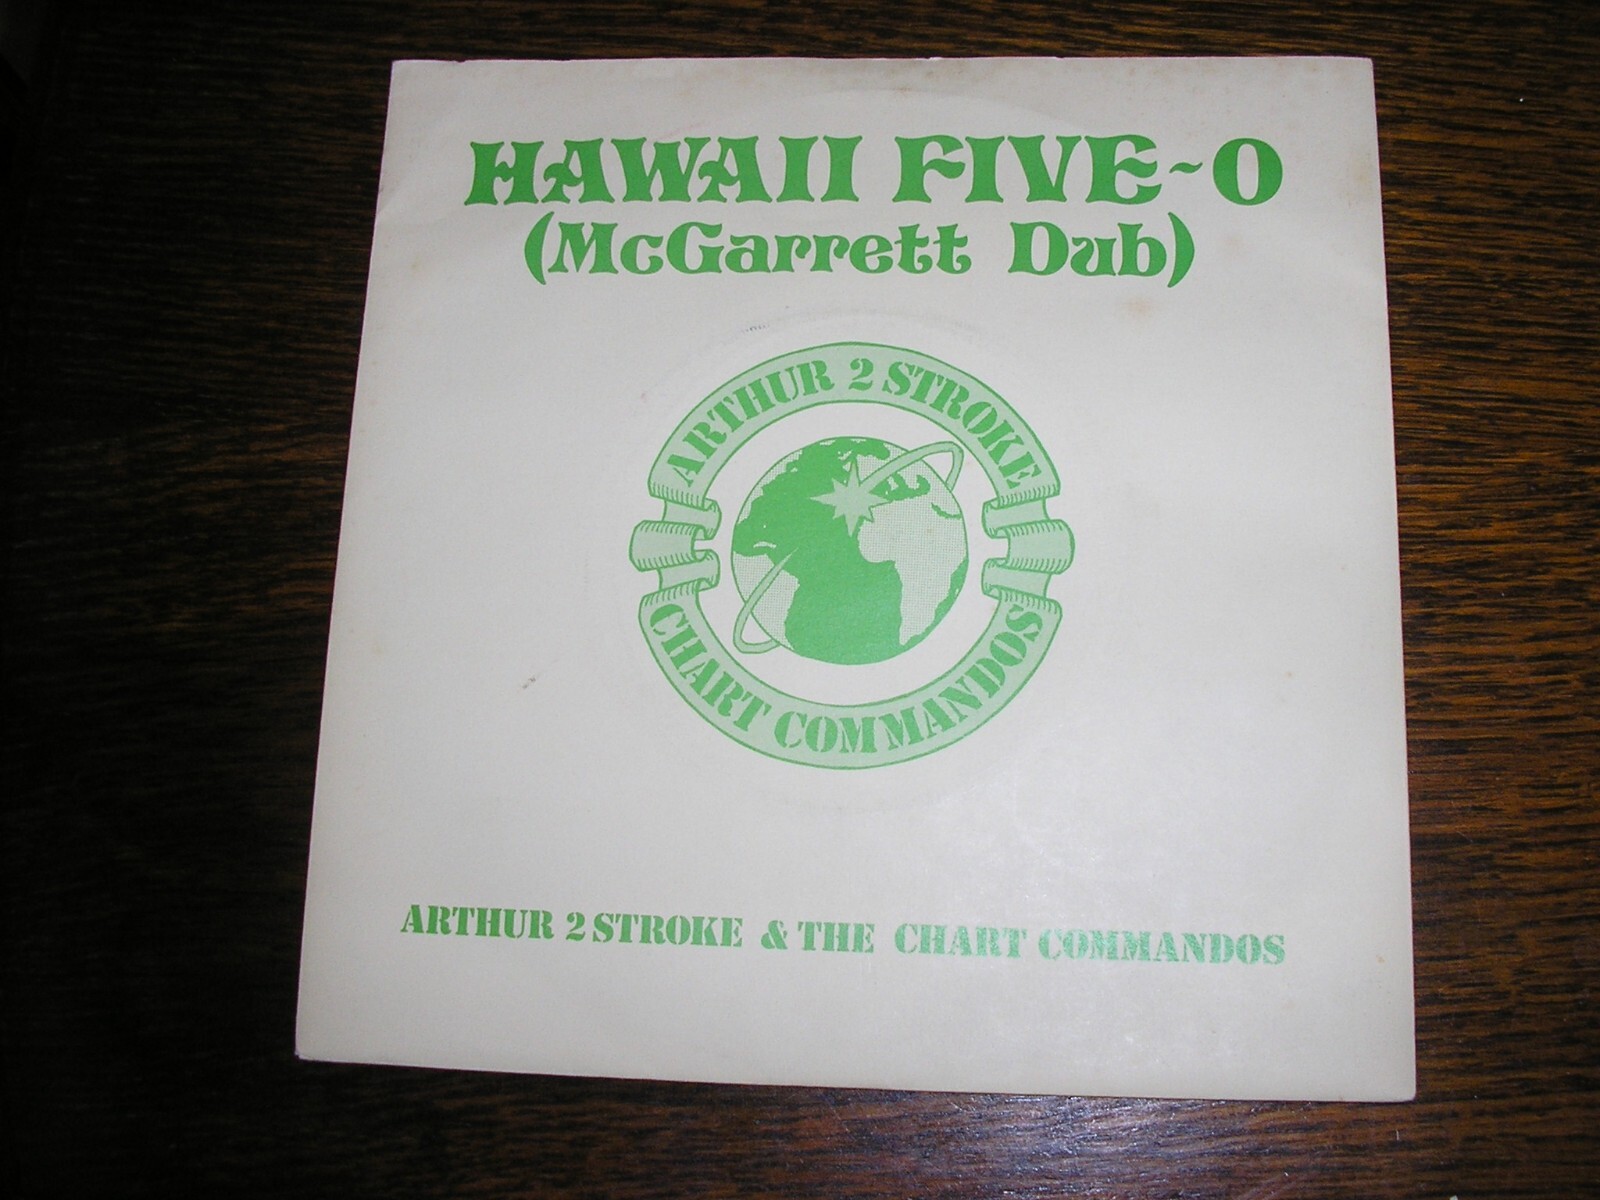 HAWAII FIVE-O
(McGarrett Dub)
ARTHUR 2 STROKE
CHART COMMANDOS
ARTHUR 2 STROKE & THE CHART COMMANDOS